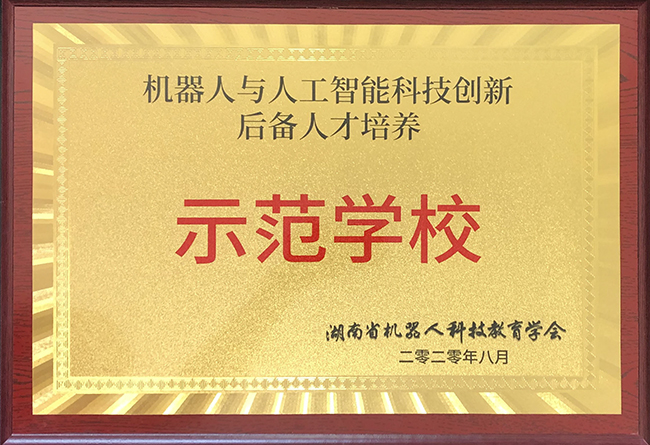 机器人与人工智能科技创新
后备人才培养
示范学校
湖南省机器人科技教育学会
二零二零年八月